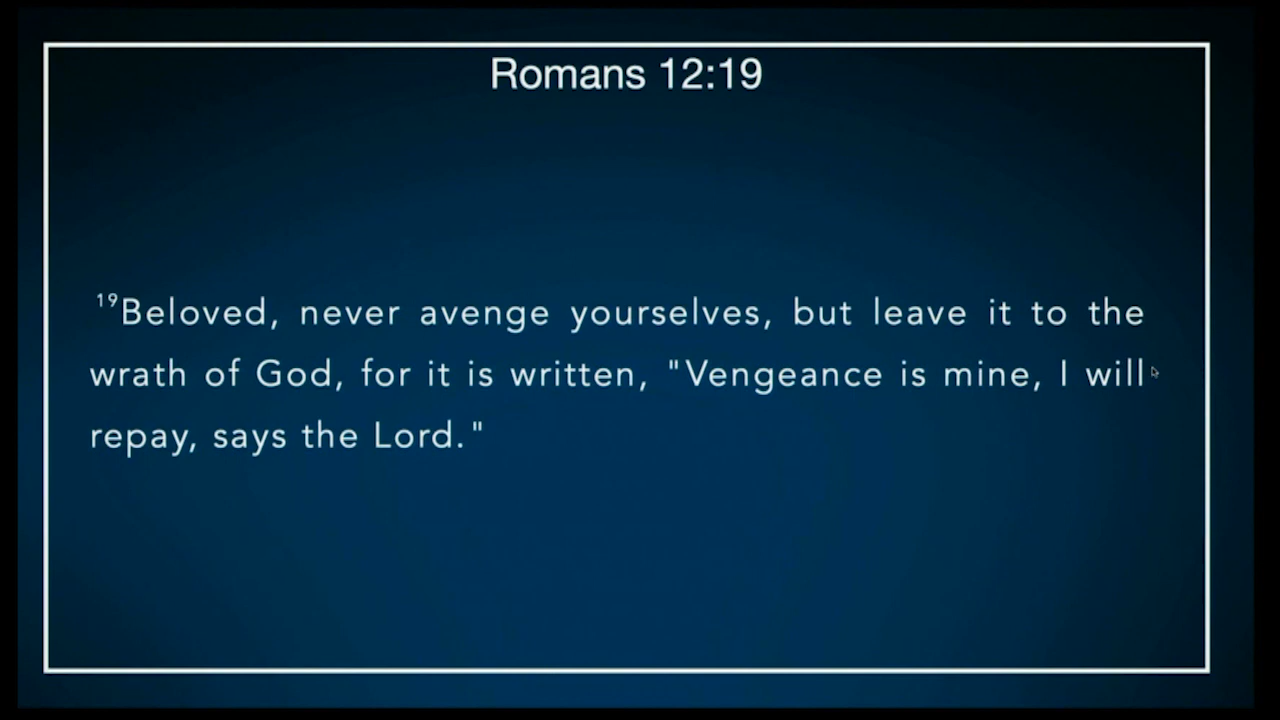 Romans 12:19
19Beloved, never avenge yourselves, but leave it to the
wrath of God, for it is written, "Vengeance is mine, I will
repay, says the Lord."